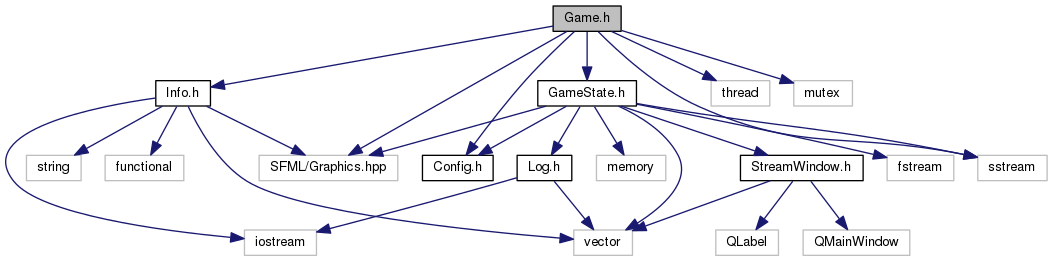 Game.h
Info.h
GameState.h
thread
mutex
string
functional
SFML/Graphics.hpp
Config.h
Log.h
memory
StreamWindow.h
fstream
sstream
iostream
vector
QLabel
QMainWindow